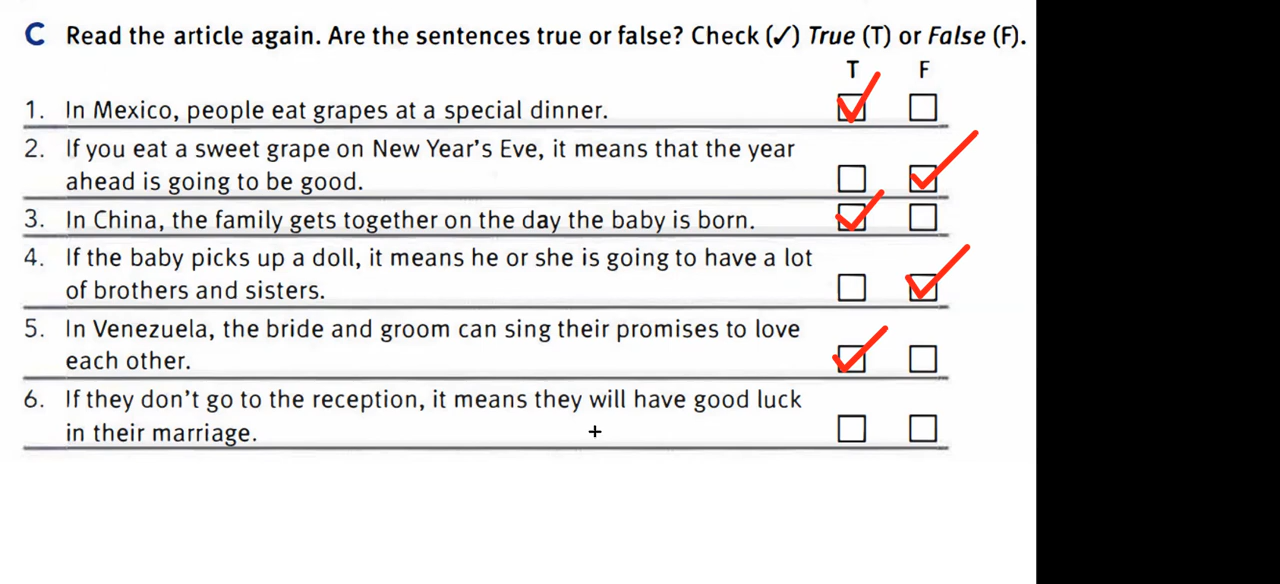 C Read the article again. Are the sentences true or false? Check (✓) True (T) or False (F).
T F
1. In Mexico, people eat grapes at a special dinner.
2. If you eat a sweet grape on New Year's Eve, it means that the year
ahead is going to be good.
3. In China, the family gets together on the day the baby is born.
4. If the baby picks up a doll, it means he or she is going to have a lot
of brothers and sisters.
5. In Venezuela, the bride and groom can sing their promises to love
each other.
6. If they don't go to the reception, it means they will have good luck
in their marriage.